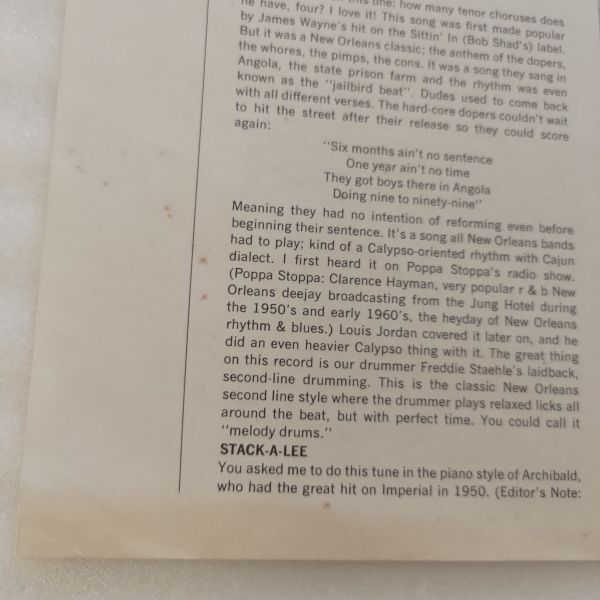 this one; how many tenor choruses does
he have, four? I love it! This song was first made popular
by James Wayne's hit on the Sittin' In (Bob Shad's) label.
But it was a New Orleans classic; the anthem of the dopers,
the whores, the pimps, the cons. It was a song they sang in
Angola, the state prison farm and the rhythm was even
known as the "jailbird beat". Dudes used to come back
with all different verses. The hard-core dopers couldn't wait
to hit the street after their release so they could score
again:
"Six months ain't no sentence
One year ain't no time
They got boys there in Angola
Doing nine to ninety-nine"
Meaning they had no intention of reforming even before
beginning their sentence. It's a song all New Orleans bands
had to play; kind of a Calypso-oriented rhythm with Cajun
dialect. I first heard it on Poppa Stoppa's radio show.
(Poppa Stoppa: Clarence Hayman, very popular r & b New
Orleans deejay broadcasting from the Jung Hotel during
the 1950's and early 1960's, the heyday of New Orleans
rhythm & blues.) Louis Jordan covered it later on, and he
did an even heavier Calypso thing with it. The great thing
on this record is our drummer Freddie Staehle's laidback,
second-line drumming. This is the classic New Orleans
second line style where the drummer plays relaxed licks all
around the beat, but with perfect time. You could call it
"melody drums."
STACK-A-LEE
You asked me to do this tune in the piano style of Archibald,
who had the great hit on Imperial in 1950. (Editor's Note: